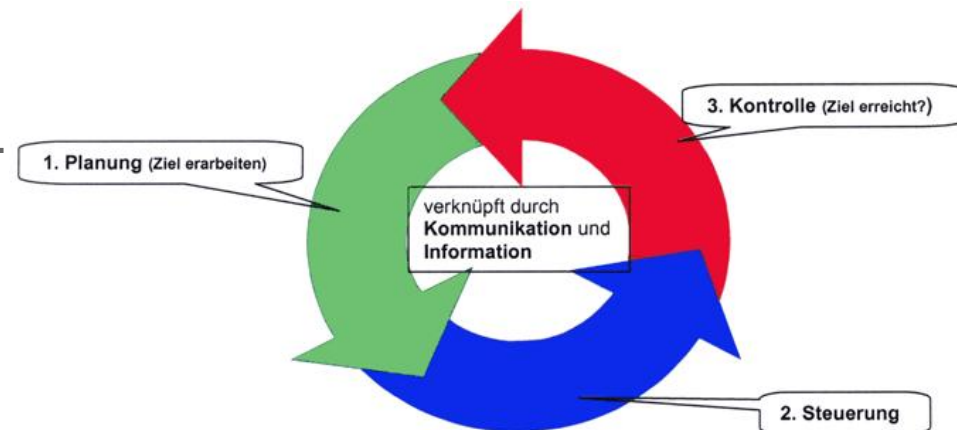 1. Planung (Ziel erarbeiten)
verknüpft durch
Kommunikation und
Information
2. Steuerung
3. Kontrolle (Ziel erreicht?)